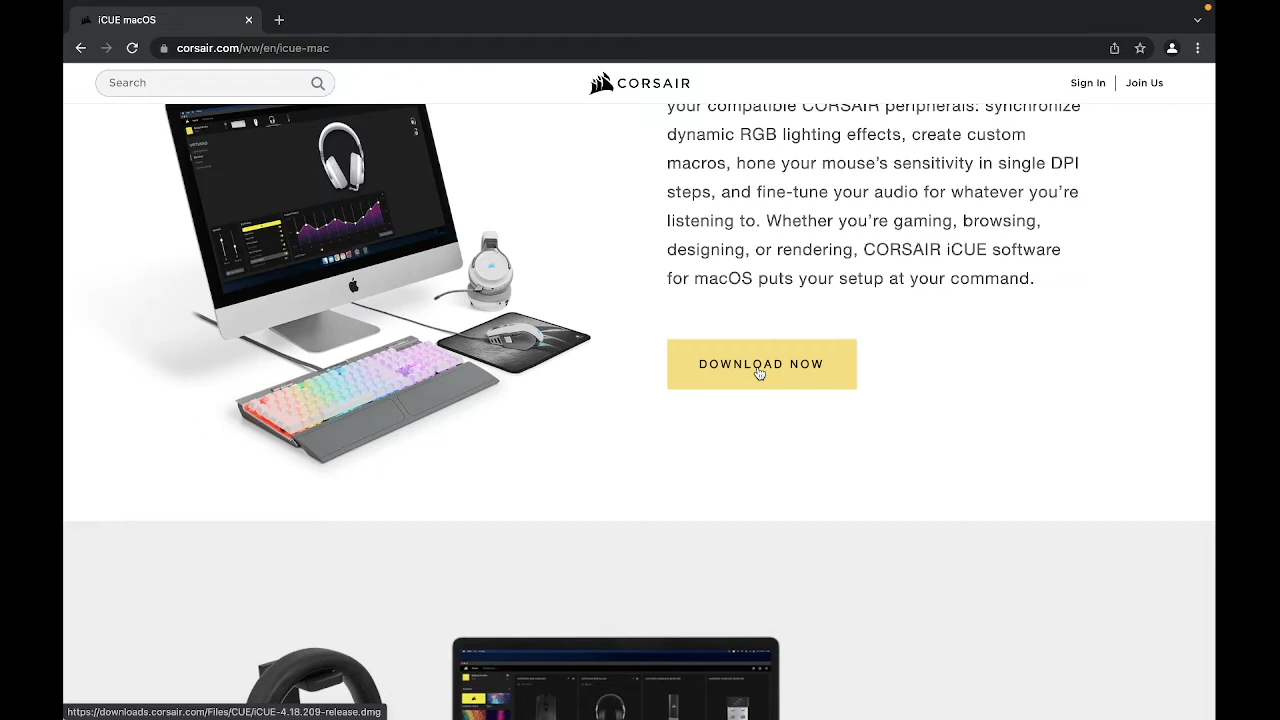 iCUE macOS
corsair.com/ww/en/icue-mac
Search
CORSAIR
Sign In
Join Us
your compatible CORSAIR peripherals: synchronize
dynamic RGB lighting effects, create custom
macros, hone your mouse's sensitivity in single DPI
steps, and fine-tune your audio for whatever you're
listening to. Whether you're gaming, browsing,
designing, or rendering, CORSAIR iCUE software
for macOS puts your setup at your command.
DOWNLOAD NOW
https://downloads.corsair.com/Files/CUE/iCUE-4.18.209-release.dmg